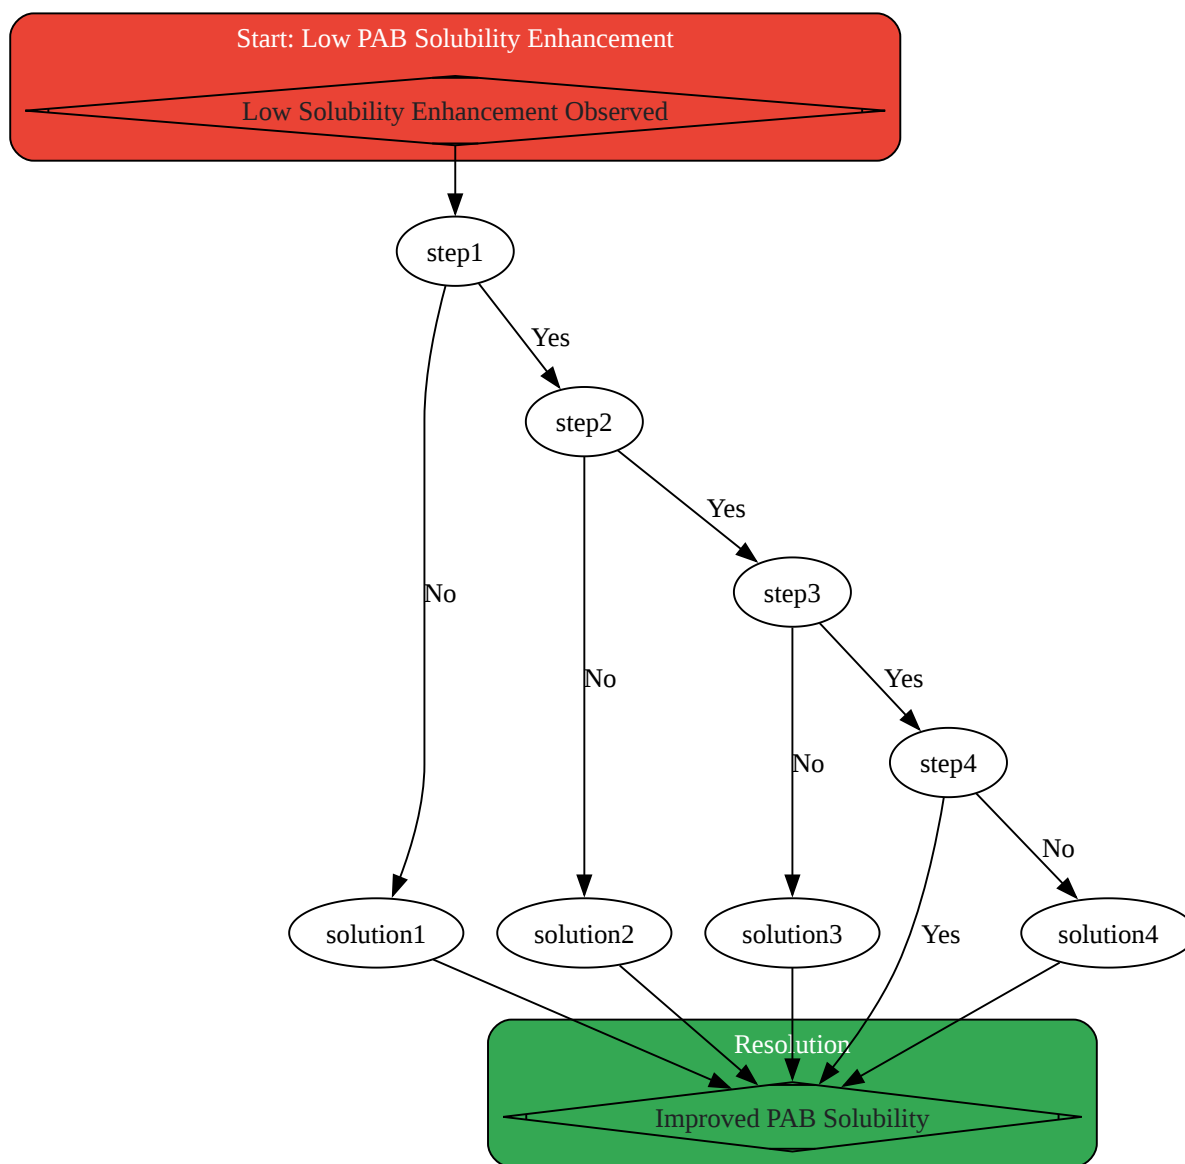 Start: Low PAB Solubility Enhancement
Low Solubility Enhancement Observed
step1
Yes
step2
Yes
step3
No
No
Yes
step4
No
No
solution1
solution2
solution3
Yes
solution4
Resolution
Improved PAB Solubility